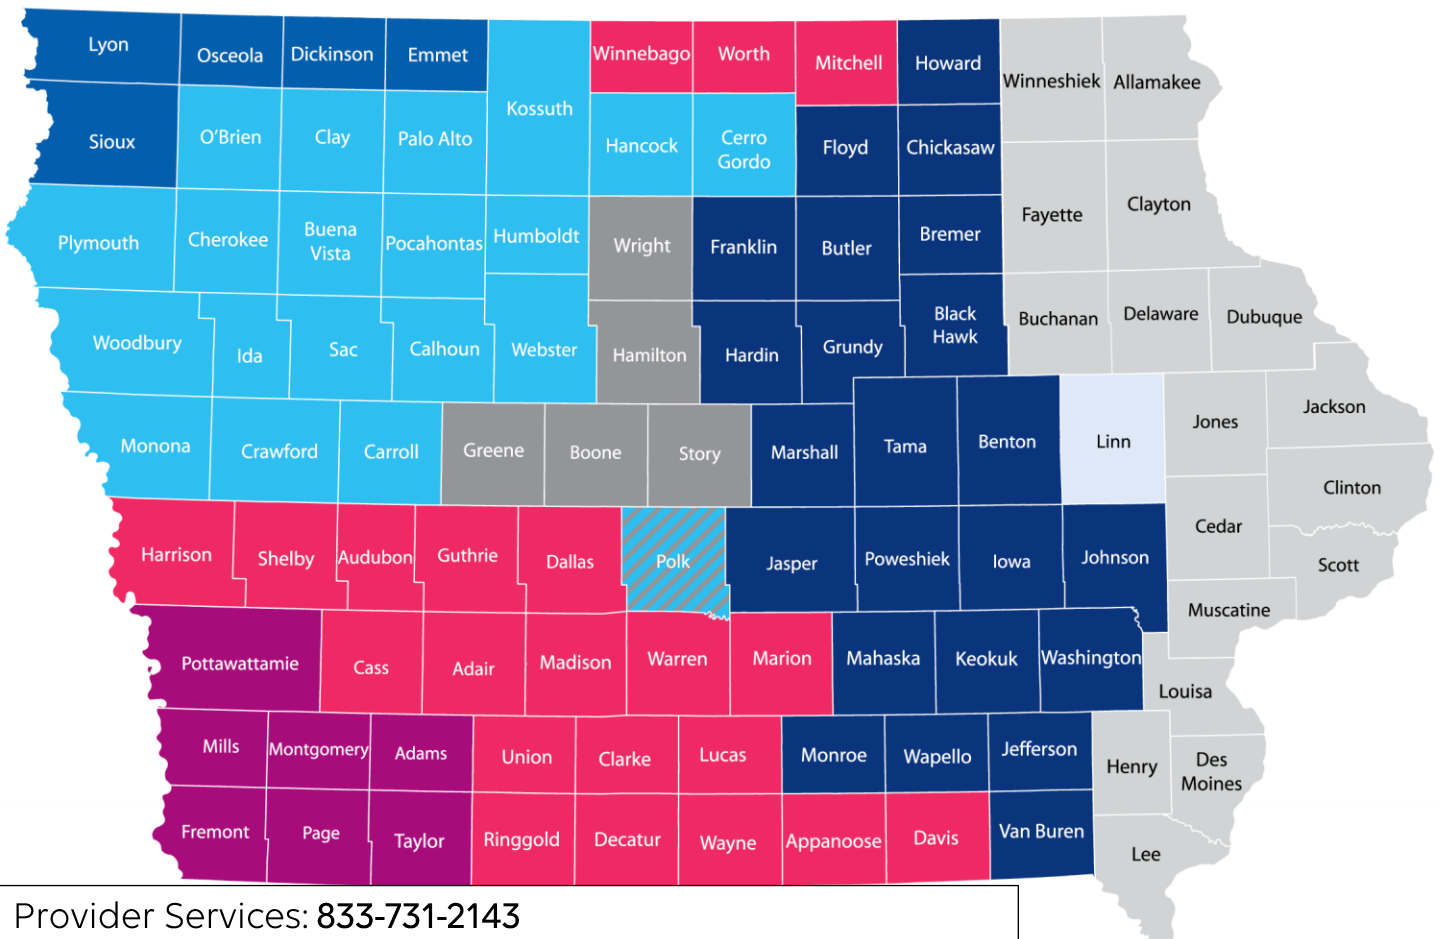 Lyon
Osceola
Dickinson
Emmet
Kossuth
Winnebago
Worth
Mitchell
Howard
Winneshiek
Allamakee
Sioux
O'Brien
Clay
Palo Alto
Hancock
Cerro
Gordo
Floyd
Chickasaw
Fayette
Clayton
Plymouth
Cherokee
Buena
Vista
Pocahontas
Humboldt
Wright
Franklin
Butler
Bremer
Woodbury
Ida
Sac
Calhoun
Webster
Hamilton
Hardin
Grundy
Black
Hawk
Buchanan
Delaware
Dubuque
Monona
Crawford
Carroll
Greene
Boone
Story
Marshall
Tama
Benton
Linn
Jones
Jackson
Clinton
Harrison
Shelby
Audubon
Guthrie
Dallas
Polk
Jasper
Poweshiek
Iowa
Johnson
Cedar
Scott
Muscatine
Pottawattamie
Cass
Adair
Madison
Warren
Marion
Mahaska
Keokuk
Washington
Louisa
Mills
Montgomery
Adams
Union
Clarke
Lucas
Monroe
Wapello
Jefferson
Henry
Des
Moines
Fremont
Page
Taylor
Ringgold
Decatur
Wayne
Appanoose
Davis
Van Buren
Lee
Provider Services: 833-731-2143